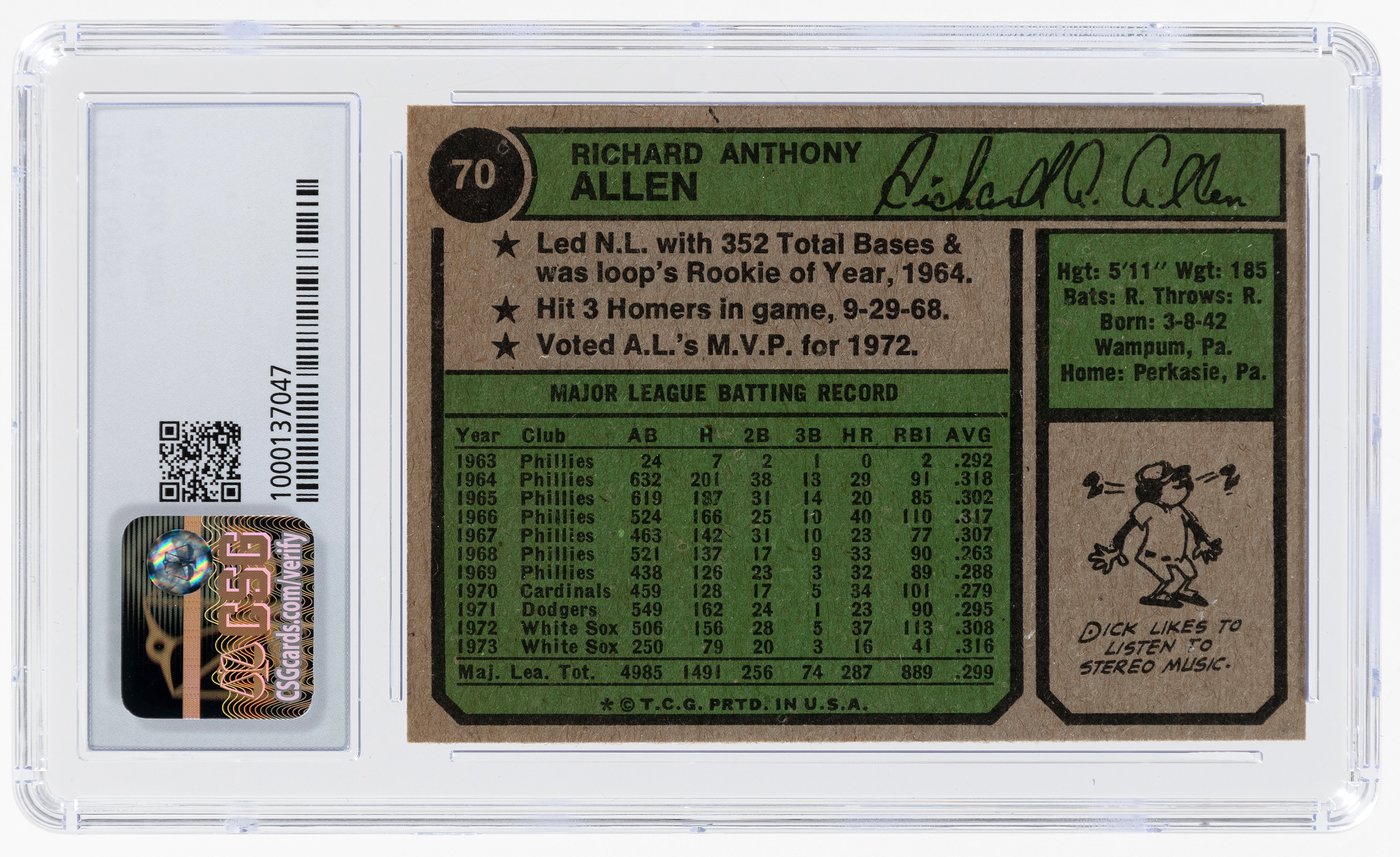 70
RICHARD ANTHONY
ALLEN
Richard A. Allen
★ Led N.L. with 352 Total Bases &
was loop's Rookie of Year, 1964.
★ Hit 3 Homers in game, 9-29-68.
★ Voted A.L.'s M.V.P. for 1972.
MAJOR LEAGUE BATTING RECORD
Year Club AB H 2B 3B HR RBI AVG
1963 Phillies 24 7 2 1 0 2 .292
1964 Phillies 632 201 38 13 29 91 .318
1965 Phillies 619 187 31 14 20 85 .302
1966 Phillies 524 166 25 10 40 110 .317
1967 Phillies 463 142 31 10 23 77 .307
1968 Phillies 521 137 17 9 33 90 .263
1969 Phillies 438 126 23 3 32 89 .288
1970 Cardinals 459 128 17 5 34 101 .279
1971 Dodgers 549 162 24 1 23 90 .295
1972 White Sox 506 156 28 5 37 113 .308
1973 White Sox 250 79 20 3 16 41 .316
Maj. Lea. Tot. 4985 1491 256 74 287 889 .299
* © T.C.G. PRTD. IN U.S.A.
Hgt: 5'11" Wgt: 185
Bats: R. Throws: R.
Born: 3-8-42
Wampum, Pa.
Home: Perkasie, Pa.
DICK LIKES TO
LISTEN TO
STEREO MUSIC.
1000137047
CSG
CSGcards.com/verify